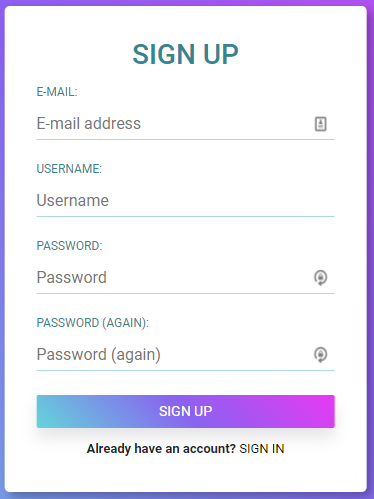 SIGN UP
E-MAIL:
E-mail address
USERNAME:
Username
PASSWORD:
Password
PASSWORD (AGAIN):
Password (again)
SIGN UP
Already have an account? SIGN IN